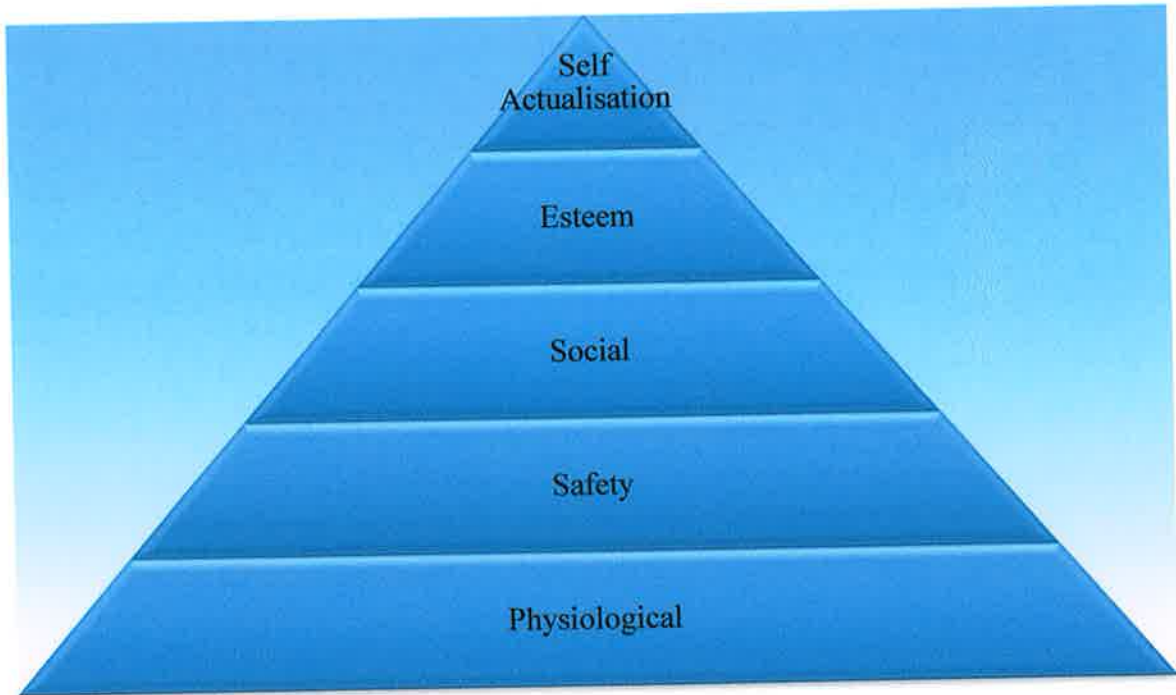 Self
Actualisation
Esteem
Social
Safety
Physiological